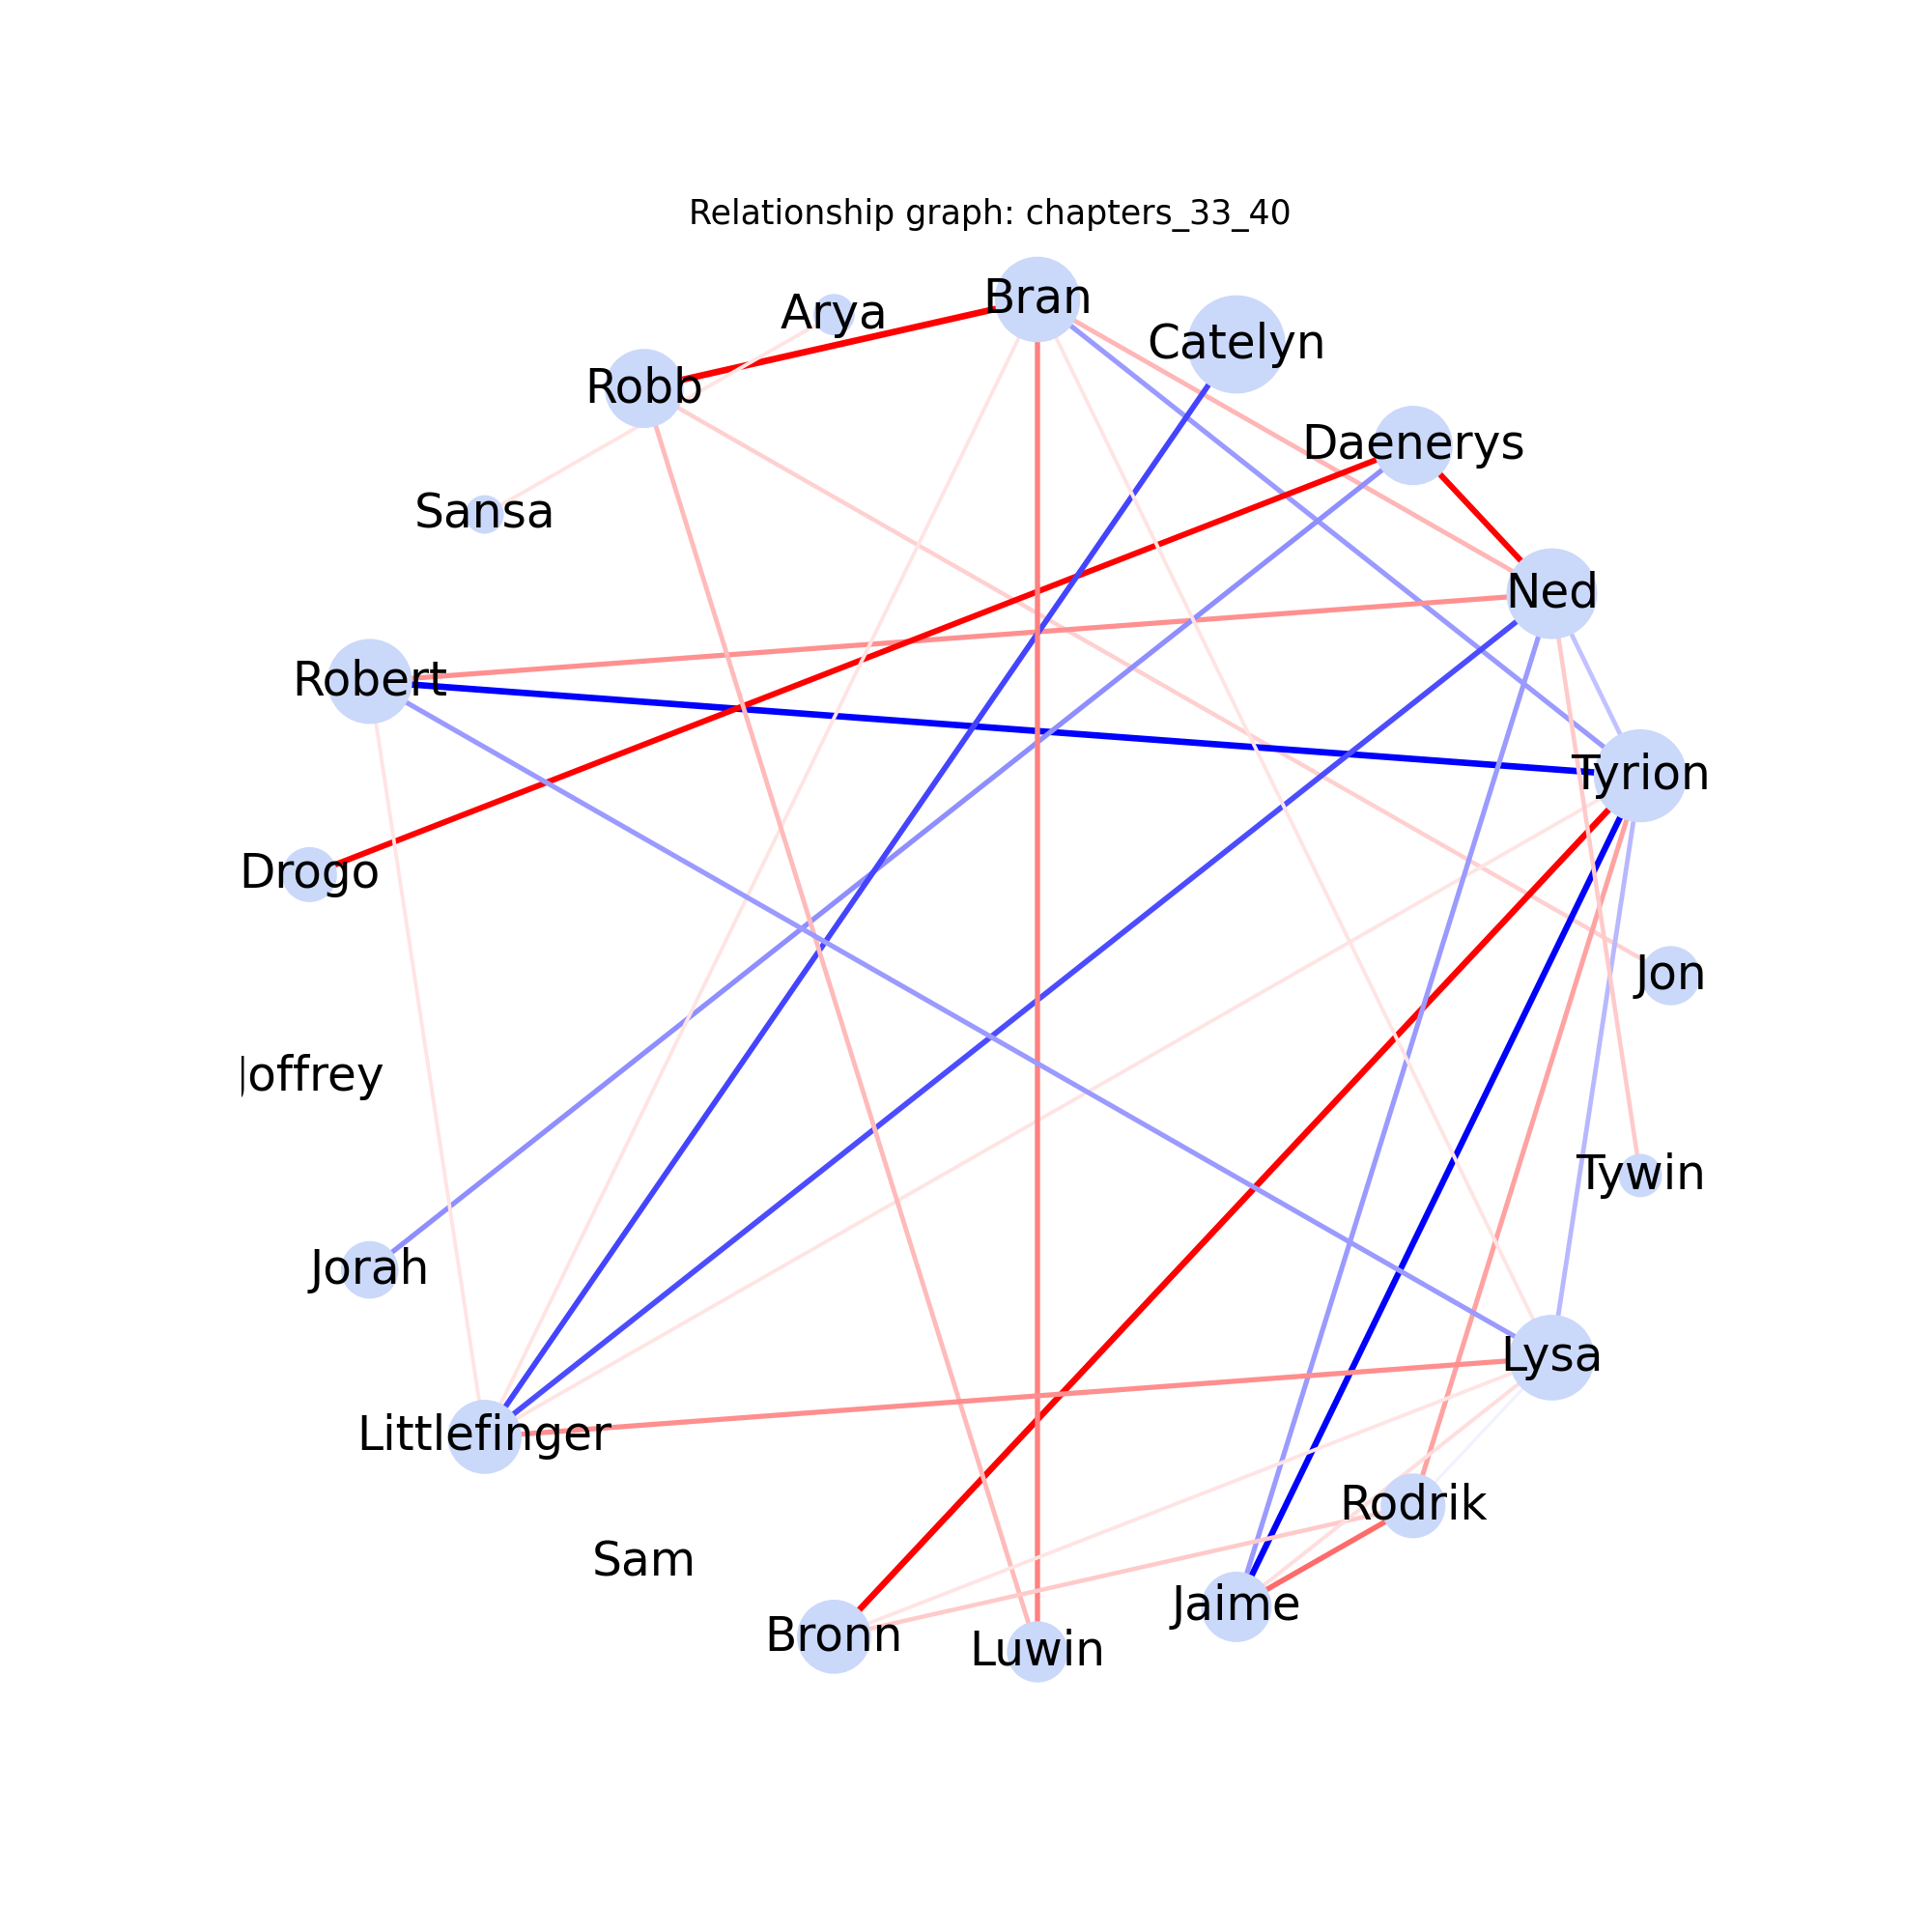 Relationship graph: chapters_33_40
Bran
Arya
Catelyn
Robb
Daenerys
Sansa
Ned
Robert
Tyrion
Drogo
Jon
Joffrey
Tywin
Jorah
Lysa
Littlefinger
Rodrik
Sam
Jaime
Bronn
Luwin